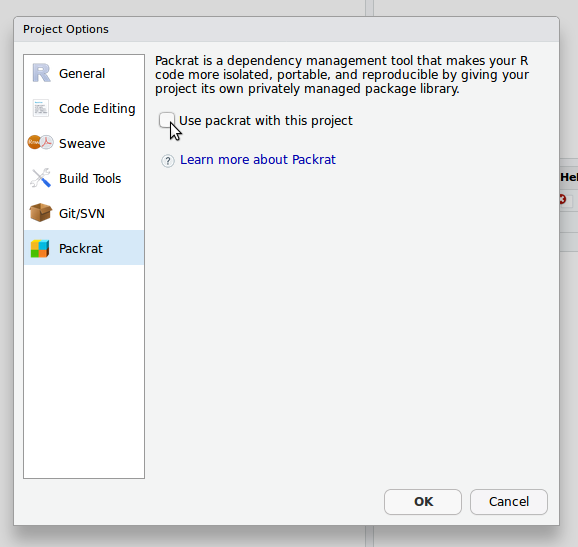 Project Options
General
Code Editing
Sweave
Build Tools
Git/SVN
Packrat
Packrat is a dependency management tool that makes your R
code more isolated, portable, and reproducible by giving your
project its own privately managed package library.
Use packrat with this project
? Learn more about Packrat
OK
Cancel
Hel